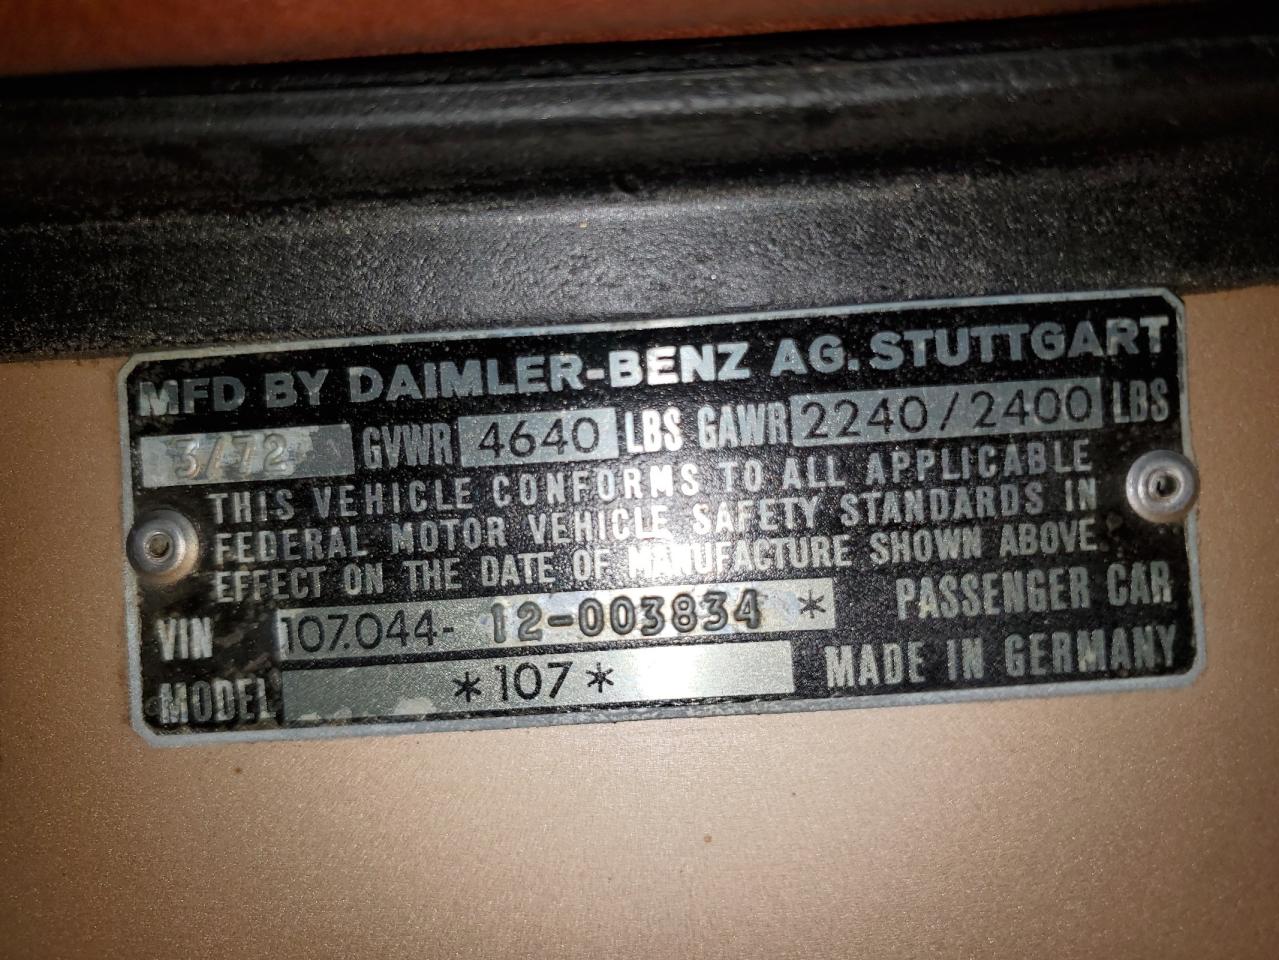 MFD BY DAIMLER-BENZ AG. STUTTGART
3/72 GVWR 4640 LBS GAWR 2240/2400 LBS
THIS VEHICLE CONFORMS TO ALL APPLICABLE
FEDERAL MOTOR VEHICLE SAFETY STANDARDS IN
EFFECT ON THE DATE OF MANUFACTURE SHOWN ABOVE.
VIN 107.044- 12-003834 * PASSENGER CAR
MODEL *107* MADE IN GERMANY